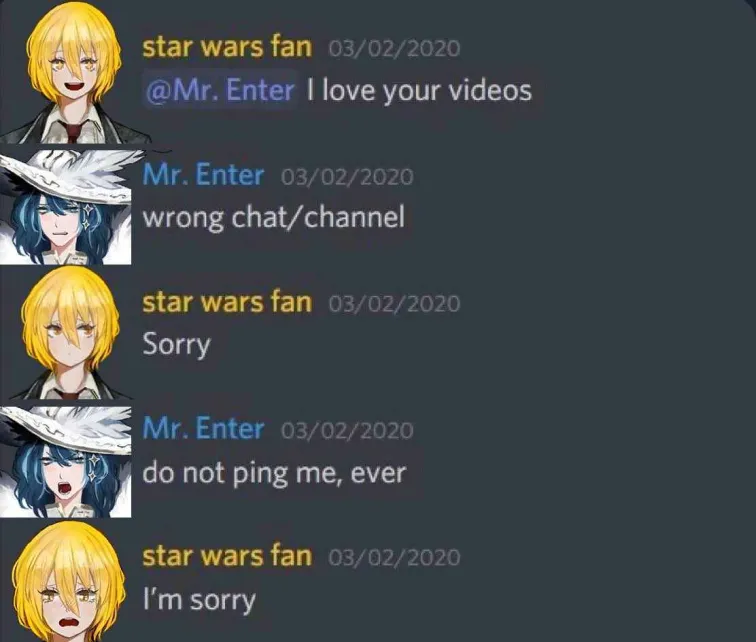 star wars fan 03/02/2020
@Mr. Enter I love your videos
Mr. Enter 03/02/2020
wrong chat/channel
star wars fan 03/02/2020
Sorry
Mr. Enter 03/02/2020
do not ping me, ever
star wars fan 03/02/2020
I'm sorry